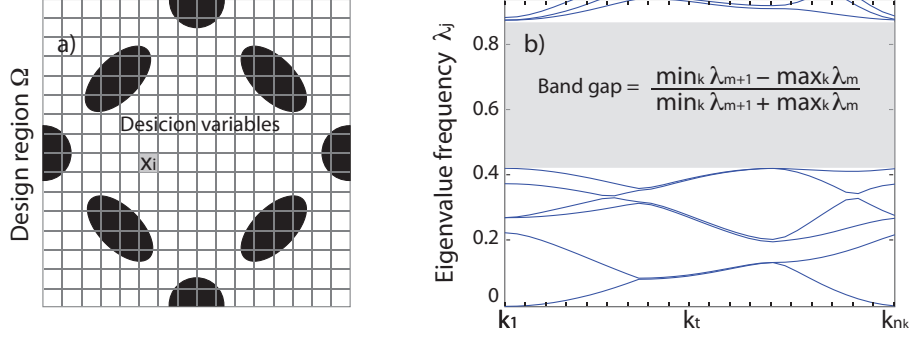 Design region Ω
a)
Desicion variables
xi
Eigenvalue frequency λj
b)
0.8
0.6
0.4
0.2
0
Band gap = mink λm+1 − maxk λm
mink λm+1 + maxk λm
k1
kt
knk